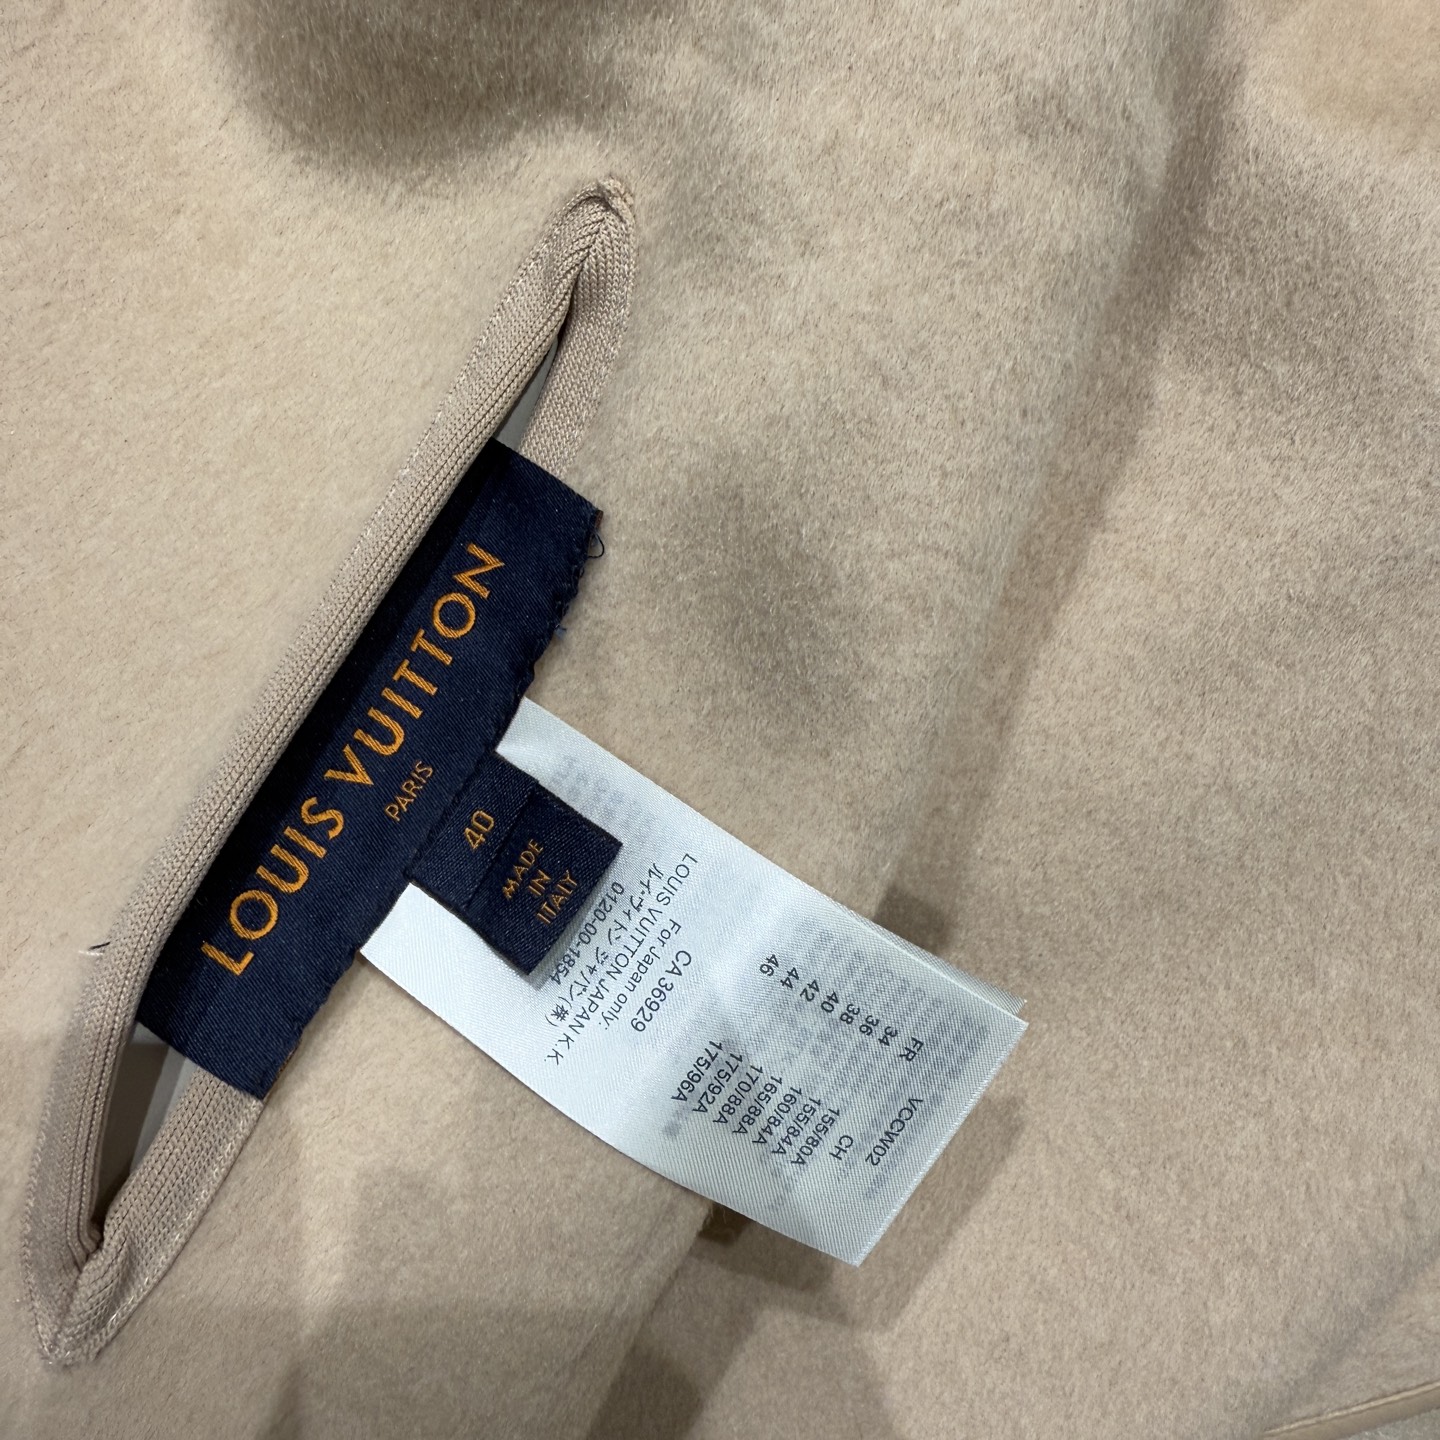 LOUIS VUITTON
PARIS
40
MADE
IN
ITALY
VCCW02
FR CH
34 155/80A
36 155/84A
38 160/84A
40 165/88A
42 170/88A
44 175/92A
46 175/96A
CA 36929
For Japan only:
LOUIS VUITTON JAPAN K.K.
ルイ・ヴィトン ジャパン(株)
0120-00-1854